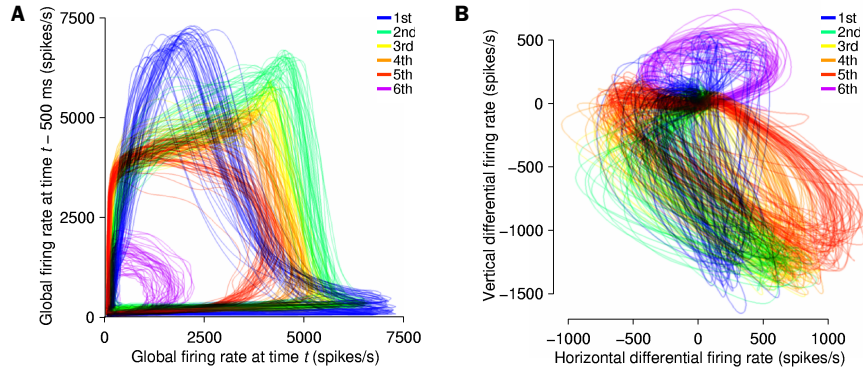 A
Global firing rate at time t − 500 ms (spikes/s)
7500
5000
2500
0
0 2500 5000 7500
Global firing rate at time t (spikes/s)
1st
2nd
3rd
4th
5th
6th
B
Vertical differential firing rate (spikes/s)
500
0
−500
−1000
−1500
−1000 −500 0 500 1000
Horizontal differential firing rate (spikes/s)
1st
2nd
3rd
4th
5th
6th